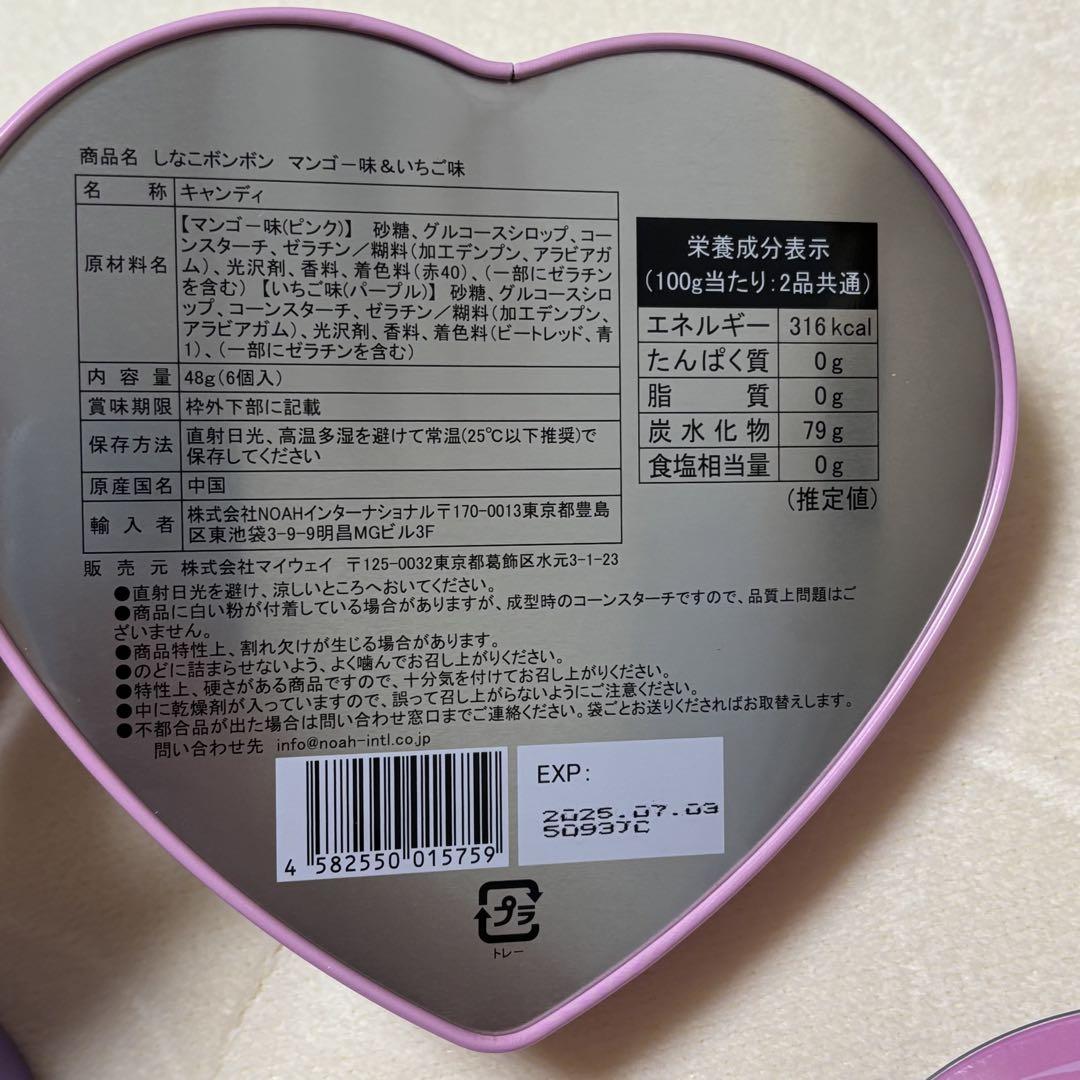 商品名 しなこボンボン マンゴー味&いちご味
名称 キャンディ
原材料名 【マンゴー味(ピンク)】 砂糖、グルコースシロップ、コー
ンスターチ、ゼラチン/糊料(加工デンプン、アラビアガ
ム)、光沢剤、香料、着色料(赤40)、(一部にゼラチン
を含む) 【いちご味(パープル)】 砂糖、グルコースシロ
ップ、コーンスターチ、ゼラチン/糊料(加工デンプン、
アラビアガム)、光沢剤、香料、着色料(ビートレッド、青
1)、(一部にゼラチンを含む)
内容量 48g(6個入)
賞味期限 枠外下部に記載
保存方法 直射日光、高温多湿を避けて常温(25℃以下推奨)で
保存してください
原産国名 中国
輸入者 株式会社NOAHインターナショナル〒170-0013東京都豊島
区東池袋3-9-9明昌MGビル3F
販売元 株式会社マイウェイ 〒125-0032東京都葛飾区水元3-1-23
栄養成分表示
(100g当たり:2品共通)
エネルギー 316kcal
たんぱく質 0g
脂質 0g
炭水化物 79g
食塩相当量 0g
(推定値)
●直射日光を避け、涼しいところへおいてください。
●商品に白い粉が付着している場合がありますが、成型時のコーンスターチですので、品質上問題はご
ざいません。
●商品特性上、割れ欠けが生じる場合があります。
●のどに詰まらせないよう、よく噛んでお召し上がりください。
●特性上、硬さがある商品ですので、十分気を付けてお召し上がりください。
●中に乾燥剤が入っていますので、誤って召し上がらないようにご注意ください。
●不都合品が出た場合は問い合わせ窓口までご連絡ください。袋ごとお送りくださればお取替えします。
問い合わせ先 info@noah-intl.co.jp
4 582550 015759
EXP:
2025.07.03
5093JC
プラ
トレー